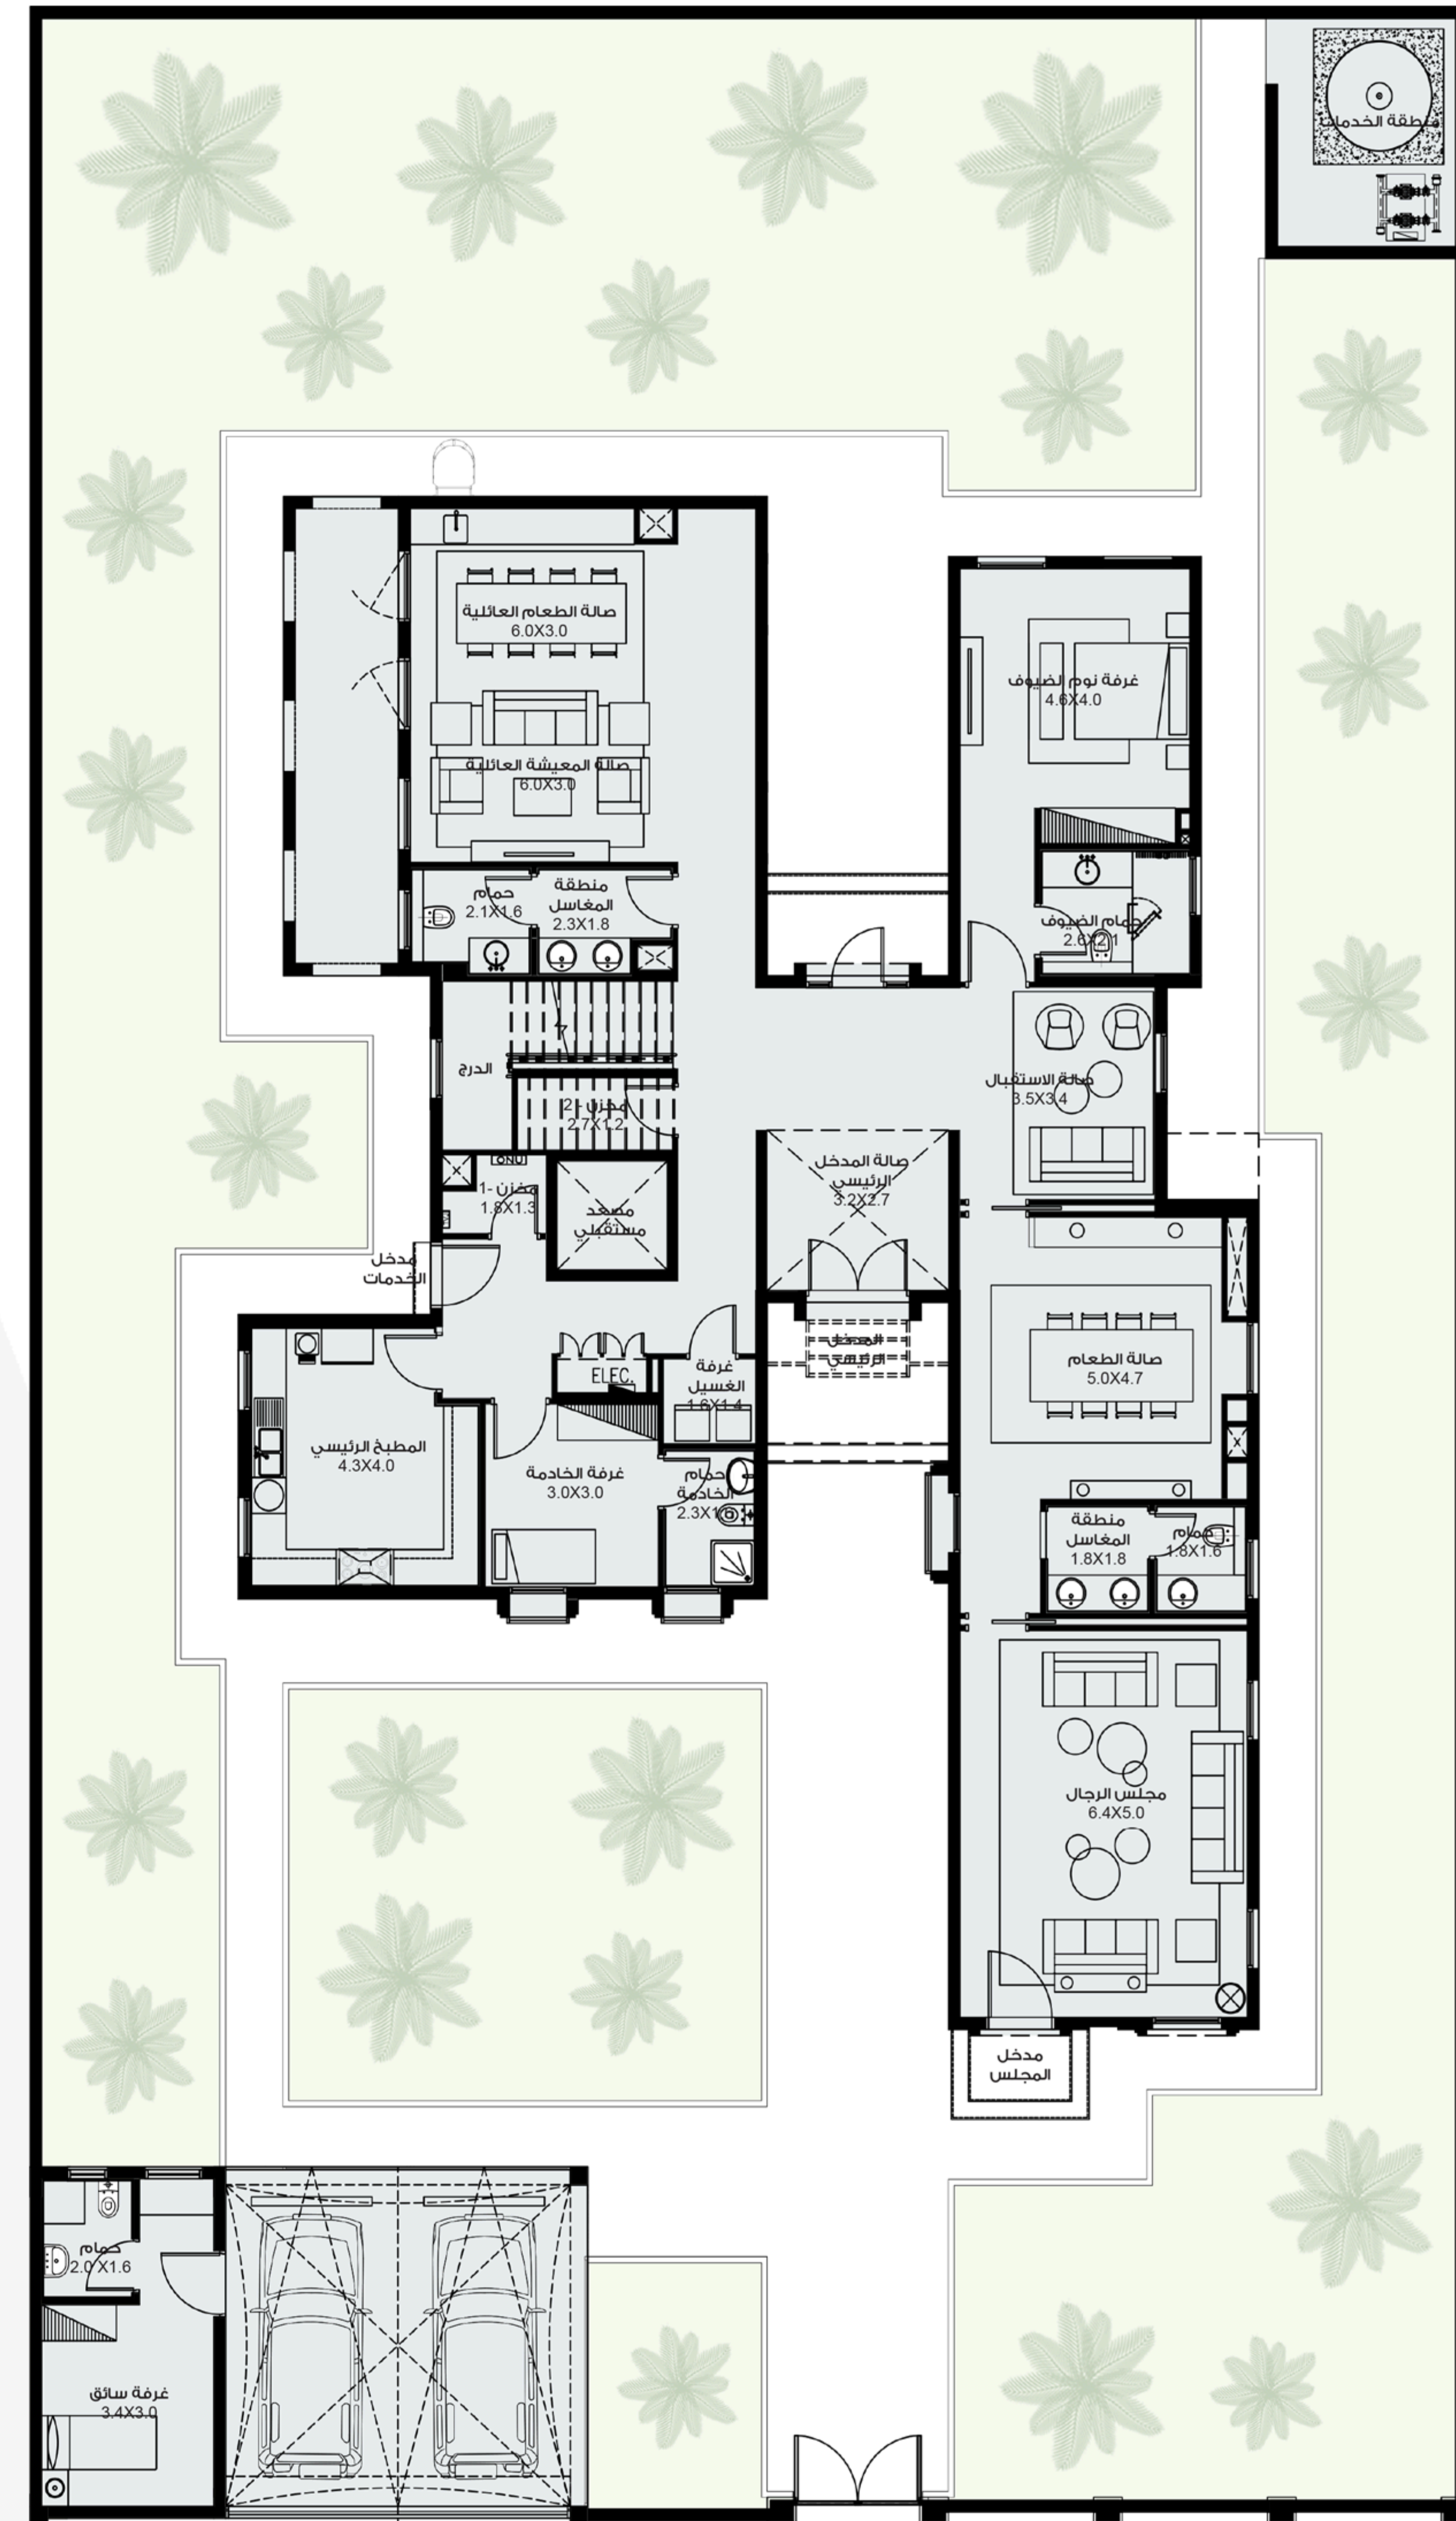 منطقة الخدمات
صالة الطعام العائلية
6.0X3.0
غرفة نوم الضيوف
4.6X4.0
صالة المعيشة العائلية
6.0X3.0
حمام
2.1X1.6
منطقة
المغاسل
2.3X1.8
حمام الضيوف
2.6X2.1
الدرج
صالة الاستقبال
3.5X3.4
مخزن -2
2.7X1.2
صالة المدخل
الرئيسي
3.2X2.7
مخزن -1
1.8X1.3
مصعد
مستقبلي
مدخل
الخدمات
المدخل
الرئيسي
صالة الطعام
5.0X4.7
ELEC.
غرفة
الغسيل
1.6X1.4
المطبخ الرئيسي
4.3X4.0
غرفة الخادمة
3.0X3.0
حمام
الخادمة
منطقة
المغاسل
1.8X1.8
حمام
1.8X1.6
مجلس الرجال
6.4X5.0
مدخل
المجلس
حمام
2.0X1.6
غرفة سائق
3.4X3.0